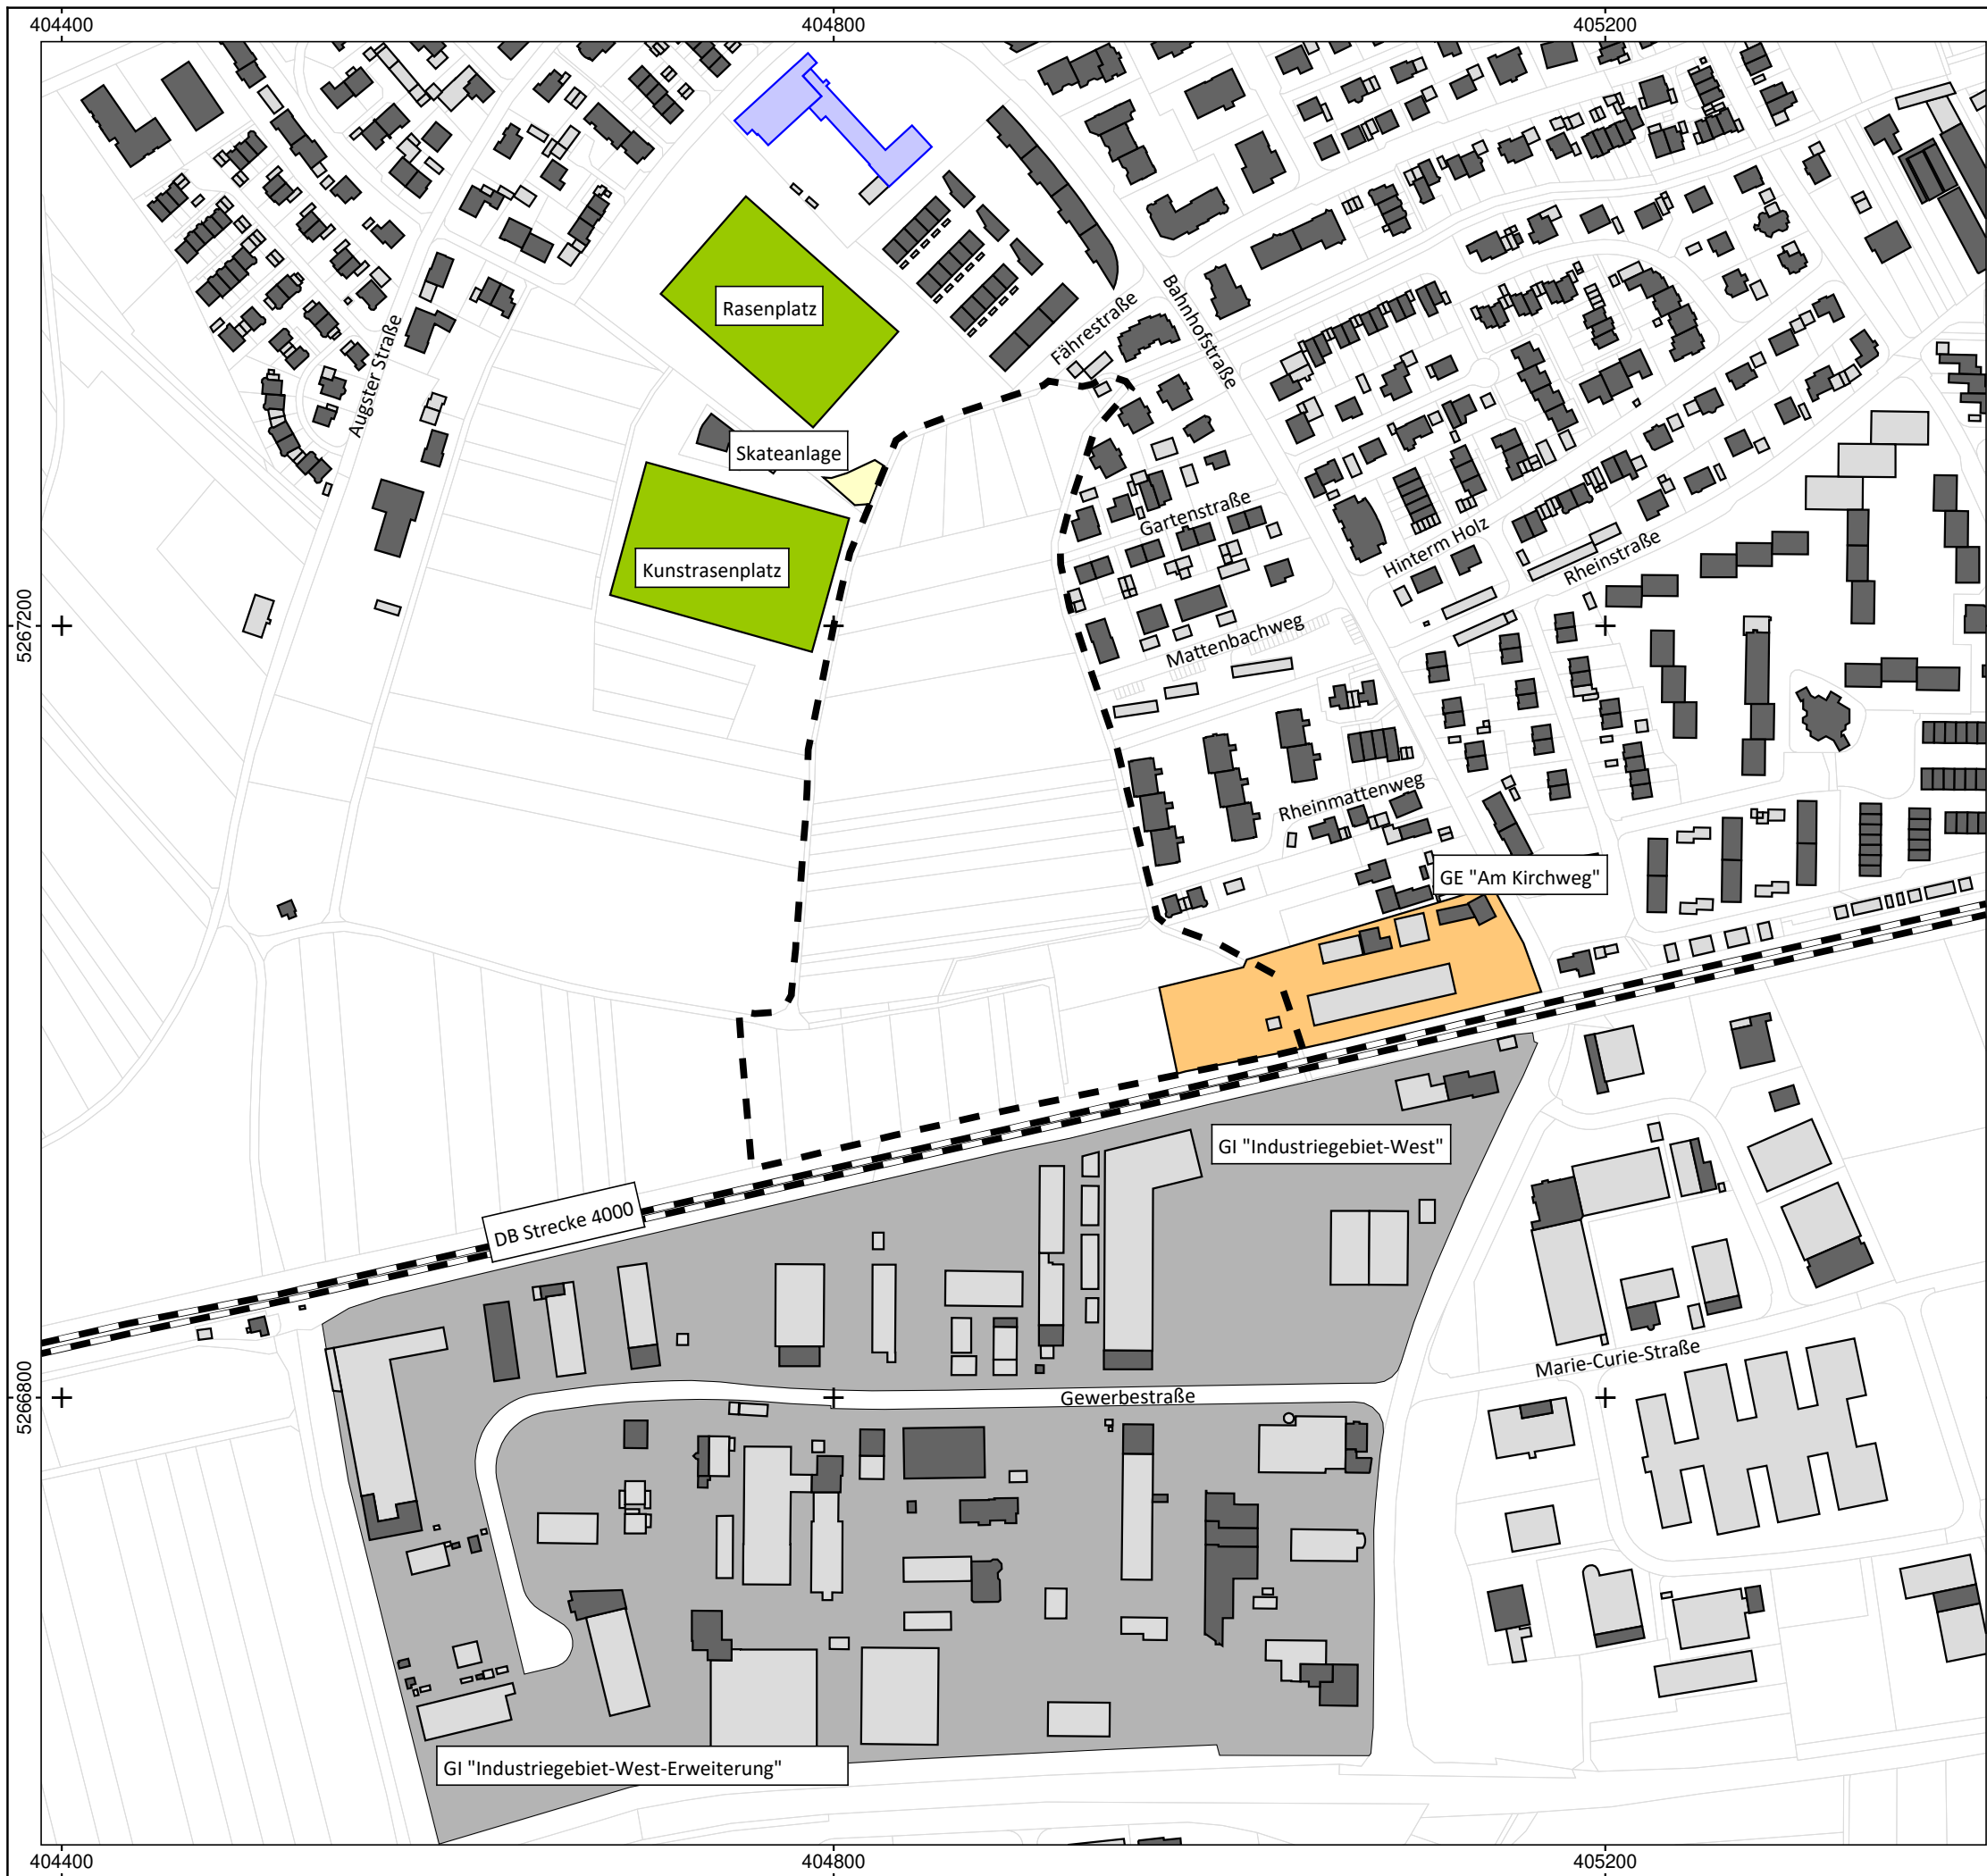 404400 404800 405200
Rasenplatz
Fährestraße
Bahnhofstraße
Augster Straße
Skateanlage
Gartenstraße
Hinterm Holz
Rheinstraße
Kunstrasenplatz
5267200
Mattenbachweg
Rheinmattenweg
GE "Am Kirchweg"
GI "Industriegebiet-West"
DB Strecke 4000
Marie-Curie-Straße
5266800
Gewerbestraße
GI "Industriegebiet-West-Erweiterung"
404400 404800 405200